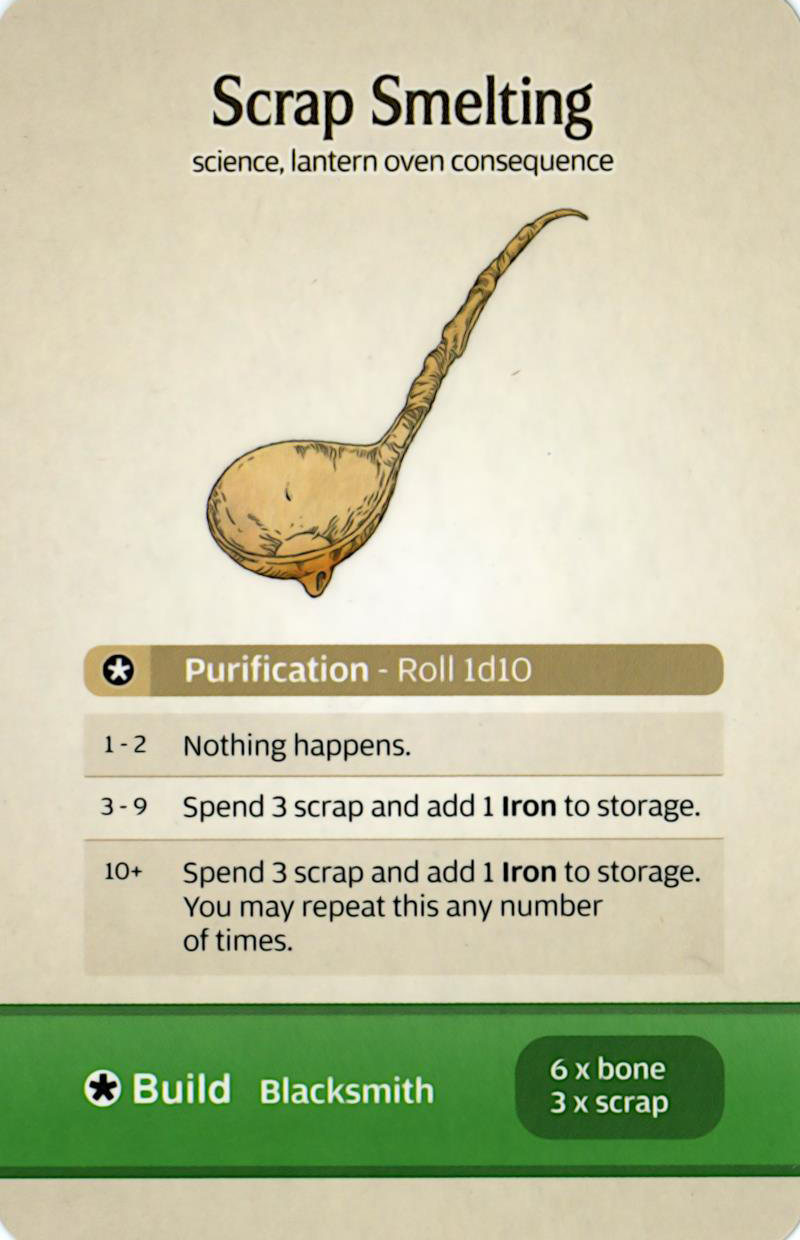 Scrap Smelting
science, lantern oven consequence
Purification - Roll 1d10
1 - 2 Nothing happens.
3 - 9 Spend 3 scrap and add 1 Iron to storage.
10+ Spend 3 scrap and add 1 Iron to storage.
You may repeat this any number
of times.
Build Blacksmith
6 x bone
3 x scrap